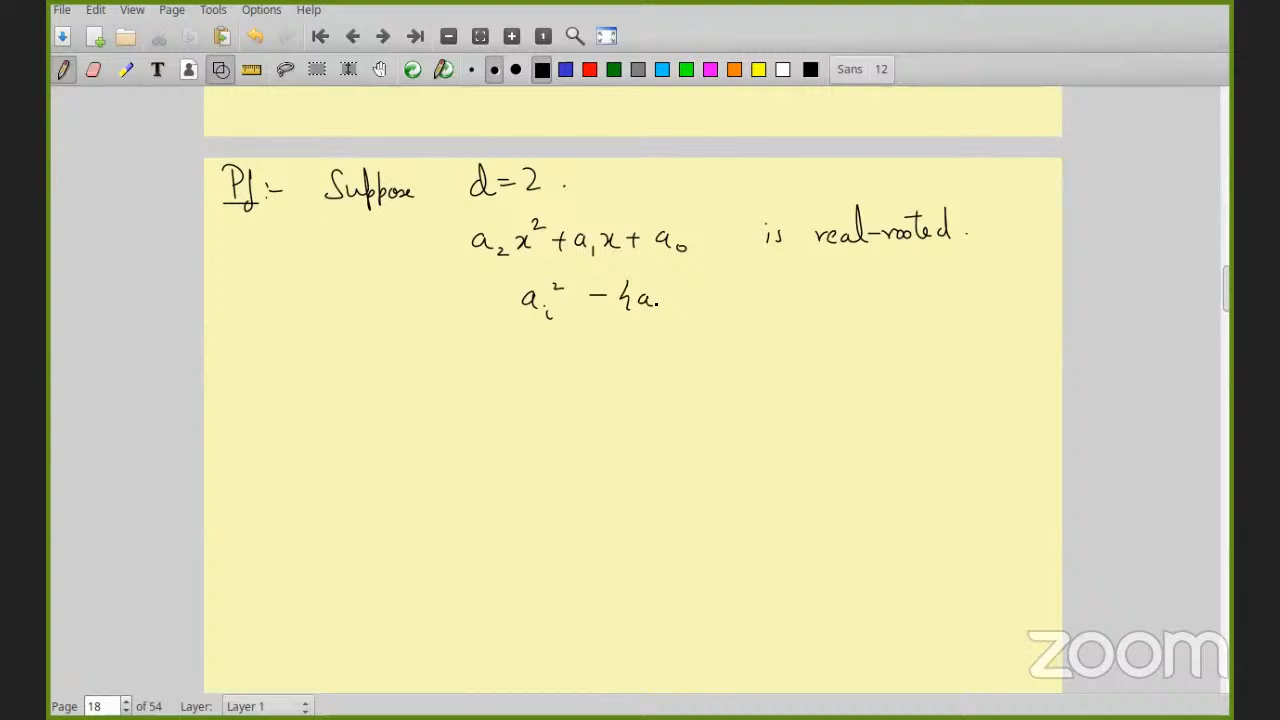 File Edit View Page Tools Options Help
Sans 12
Pf:- Suppose d=2.
a₂x²+a₁x+a₀ is real-rooted.
aᵢ² - 4a.
zoom
Page 18 of 54 Layer: Layer 1